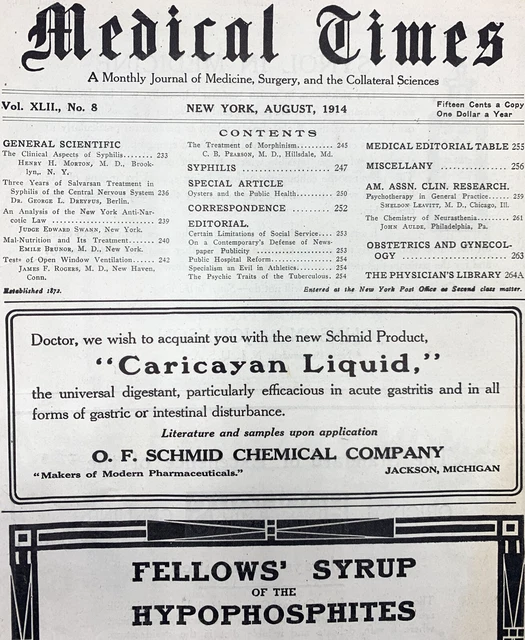 Medical Times
A Monthly Journal of Medicine, Surgery, and the Collateral Sciences
Vol. XLII., No. 8
NEW YORK, AUGUST, 1914
Fifteen Cents a Copy
One Dollar a Year
CONTENTS
GENERAL SCIENTIFIC
The Clinical Aspects of Syphilis..... 233
HENRY H. MORTON, M. D., Brook-
lyn,, N. Y.
Three Years of Salvarsan Treatment in
Syphilis of the Central Nervous System 236
DR. GEORGE L. DREYFUS, Berlin.
An Analysis of the New York Anti-Nar-
cotic Law ..................... 239
JUDGE EDWARD SWANN, New York.
Mal-Nutrition and Its Treatment.... 240
EMILE BRUNOR, M. D., New York.
Tests of Open Window Ventilation..... 242
JAMES F. ROGERS, M. D., New Haven,
Conn.
The Treatment of Morphinism........ 245
C. B. PEARSON, M. D., Hillsdale, Md.
SYPHILIS .................... 247
SPECIAL ARTICLE
Oysters and the Public Health....... 250
CORRESPONDENCE ........ 252
EDITORIAL.
Certain Limitations of Social Service.. 253
On a Contemporary's Defense of News-
paper Publicity ................. 253
Public Hospital Reform............ 254
Specialism and Evil in Athletics...... 254
The Psychic Traits of the Tuberculous. 254
MEDICAL EDITORIAL TABLE 255
MISCELLANY ............... 256
AM. ASSN. CLIN. RESEARCH.
Psychotherapy in General Practice..... 259
SHELDON LEAVITT, M. D., Chicago, Ill.
The Chemistry of Neurasthenia...... 261
JOHN AULDE, Philadelphia, Pa.
OBSTETRICS AND GYNECOL-
OGY .......................... 263
THE PHYSICIAN'S LIBRARY 264A
Established 1872.
Entered at the New York Post Office as Second class matter.
Doctor, we wish to acquaint you with the new Schmid Product,
"Caricayan Liquid,"
the universal digestant, particularly efficacious in acute gastritis and in all
forms of gastric or intestinal disturbance.
Literature and samples upon application
O. F. SCHMID CHEMICAL COMPANY
"Makers of Modern Pharmaceuticals."
JACKSON, MICHIGAN
FELLOWS' SYRUP
OF THE
HYPOPHOSPHITES